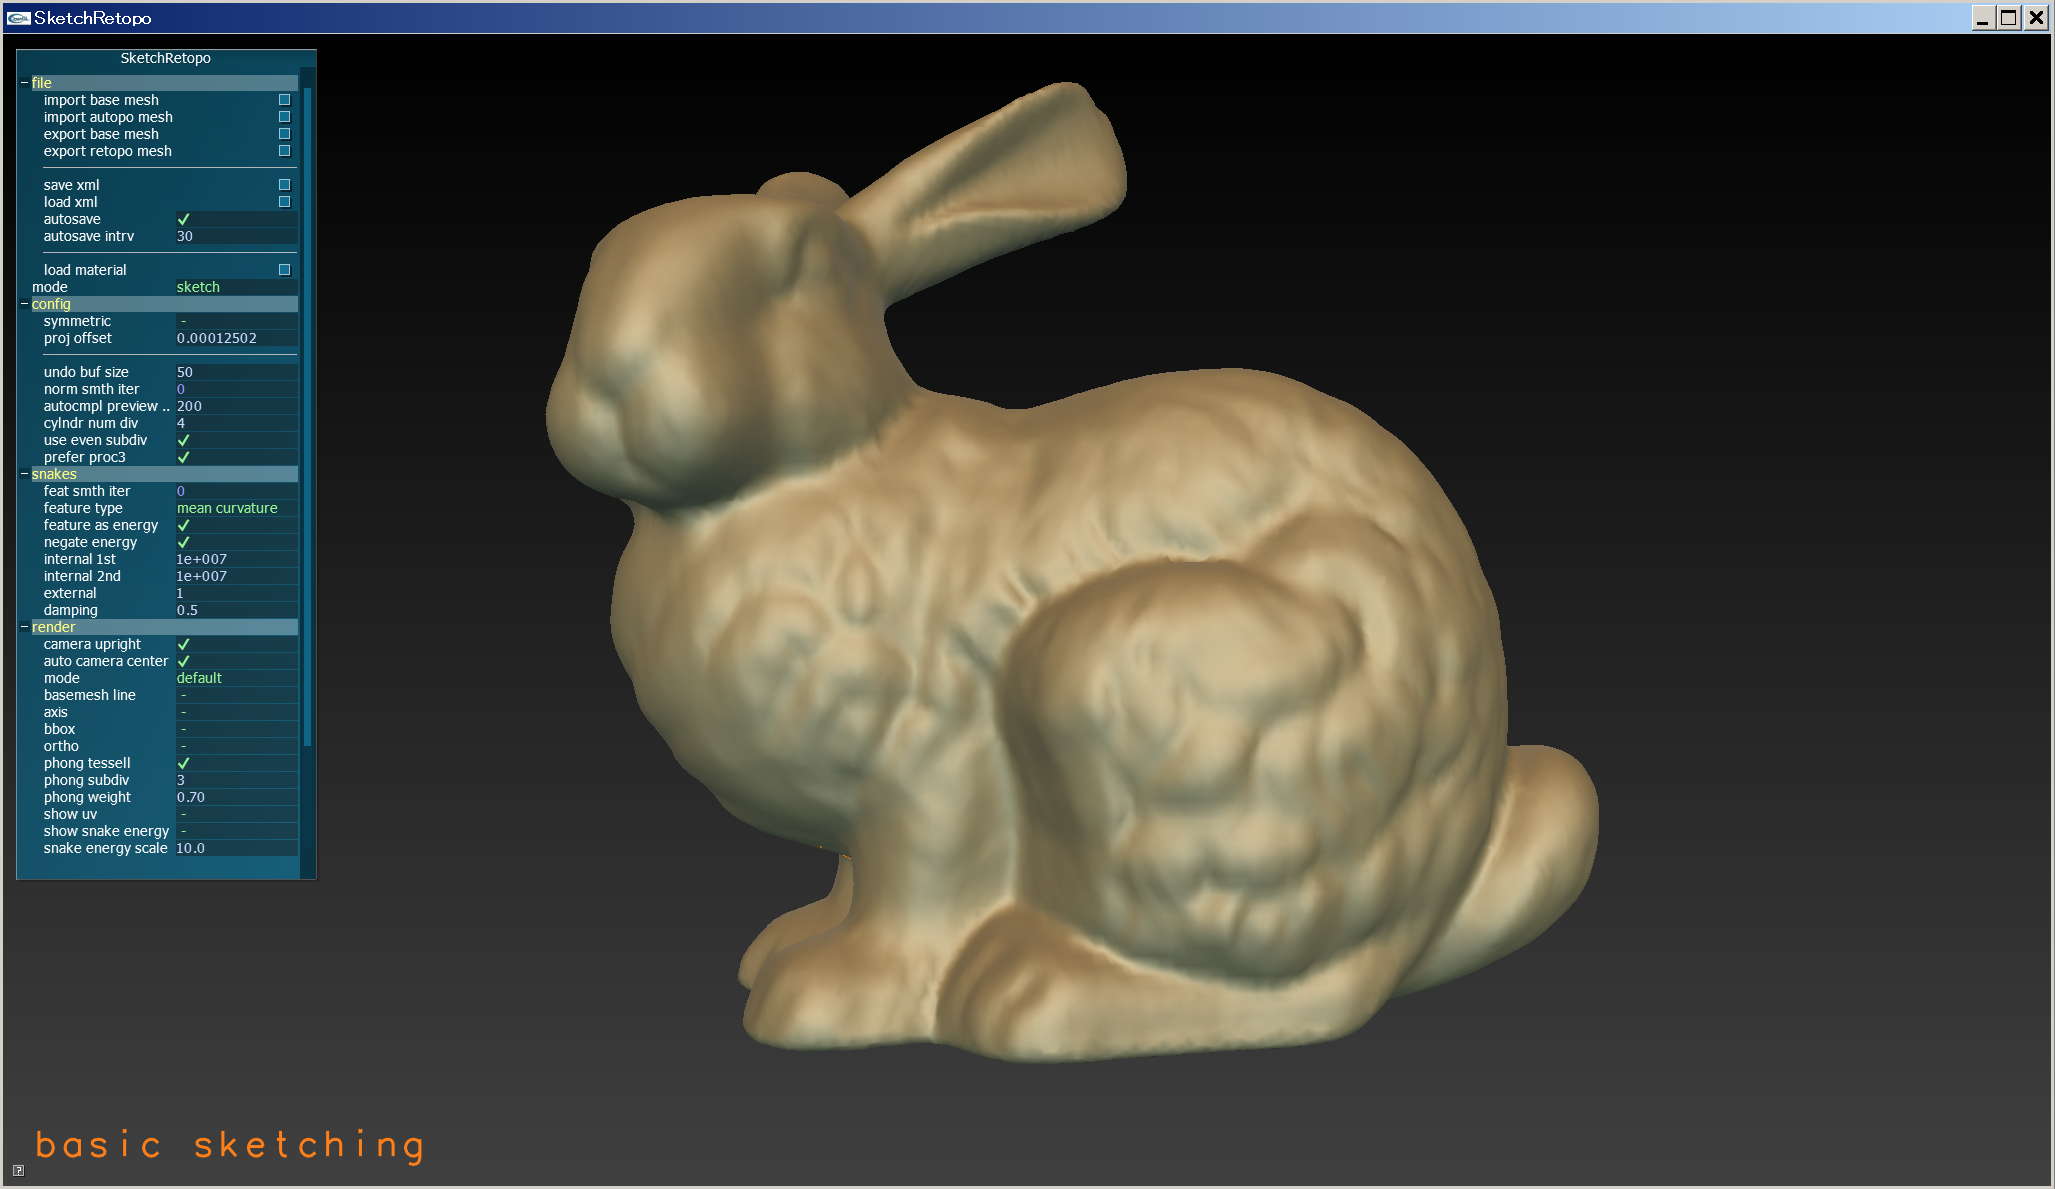 SketchRetopo
SketchRetopo
file
import base mesh
import autopo mesh
export base mesh
export retopo mesh
save xml
load xml
autosave
autosave intrv 30
load material
mode sketch
config
symmetric -
proj offset 0.00012502
undo buf size 50
norm smth iter 0
autocmpl preview .. 200
cylndr num div 4
use even subdiv
prefer proc3
snakes
feat smth iter 0
feature type mean curvature
feature as energy
negate energy
internal 1st 1e+007
internal 2nd 1e+007
external 1
damping 0.5
render
camera upright
auto camera center
mode default
basemesh line -
axis -
bbox -
ortho -
phong tessell
phong subdiv 3
phong weight 0.70
show uv -
show snake energy -
snake energy scale 10.0
basic sketching
?